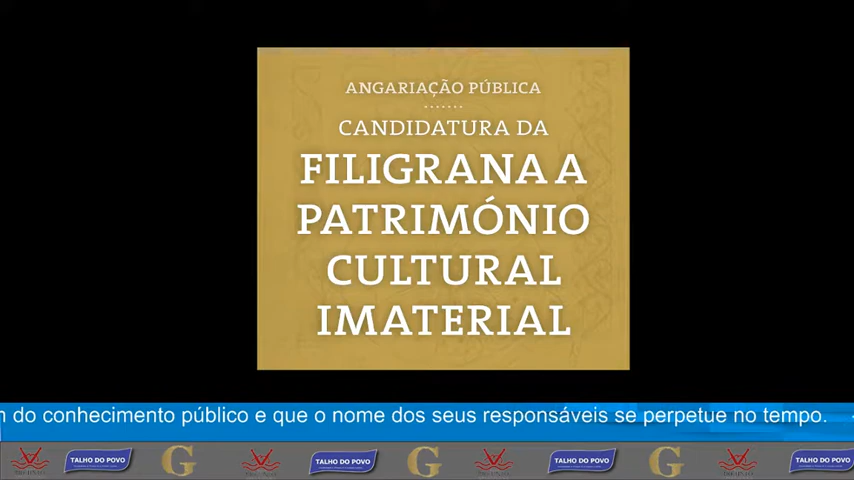 ANGARIAÇÃO PÚBLICA
CANDIDATURA DA
FILIGRANA A
PATRIMÓNIO
CULTURAL
IMATERIAL
do conhecimento público e que o nome dos seus responsáveis se perpetue no tempo.
TALHO DO POVO
G
TALHO DO POVO
G
TALHO DO POVO
G
TALHO DO POVO